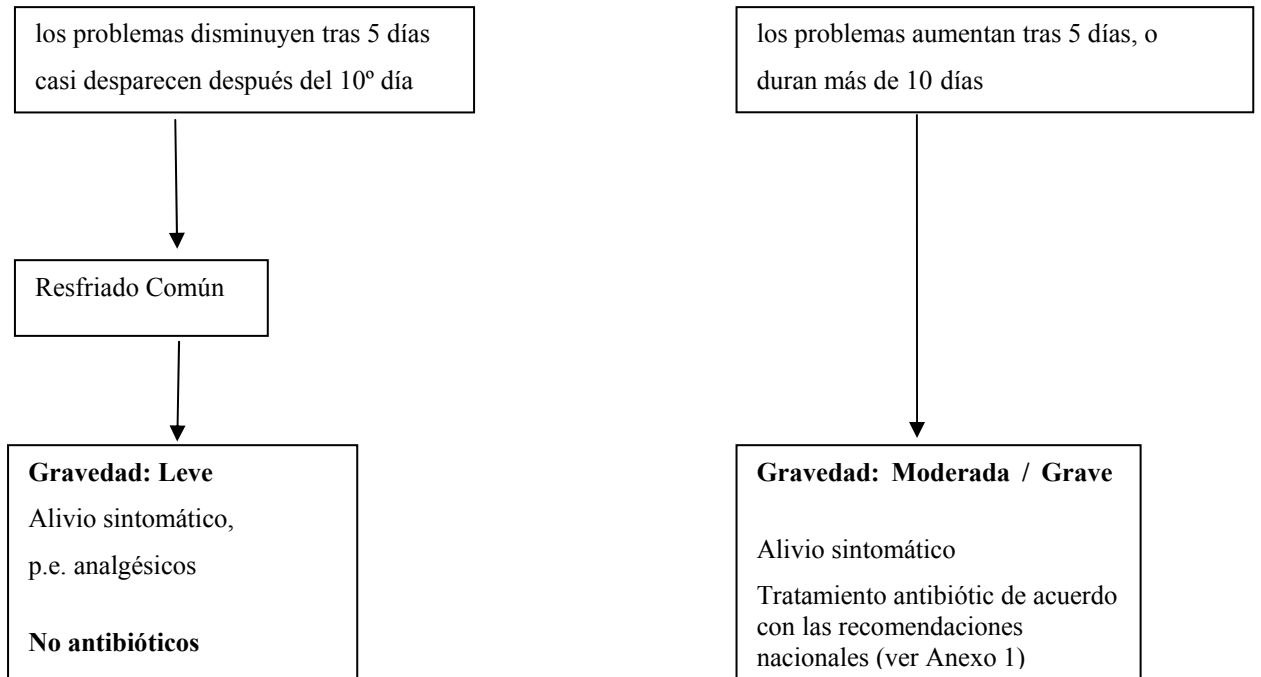 los problemas disminuyen tras 5 días
casi desparecen después del 10º día
los problemas aumentan tras 5 días, o
duran más de 10 días
Resfriado Común
Gravedad: Leve
Alivio sintomático,
p.e. analgésicos
No antibióticos
Gravedad: Moderada / Grave
Alivio sintomático
Tratamiento antibiótic de acuerdo
con las recomendaciones
nacionales (ver Anexo 1)